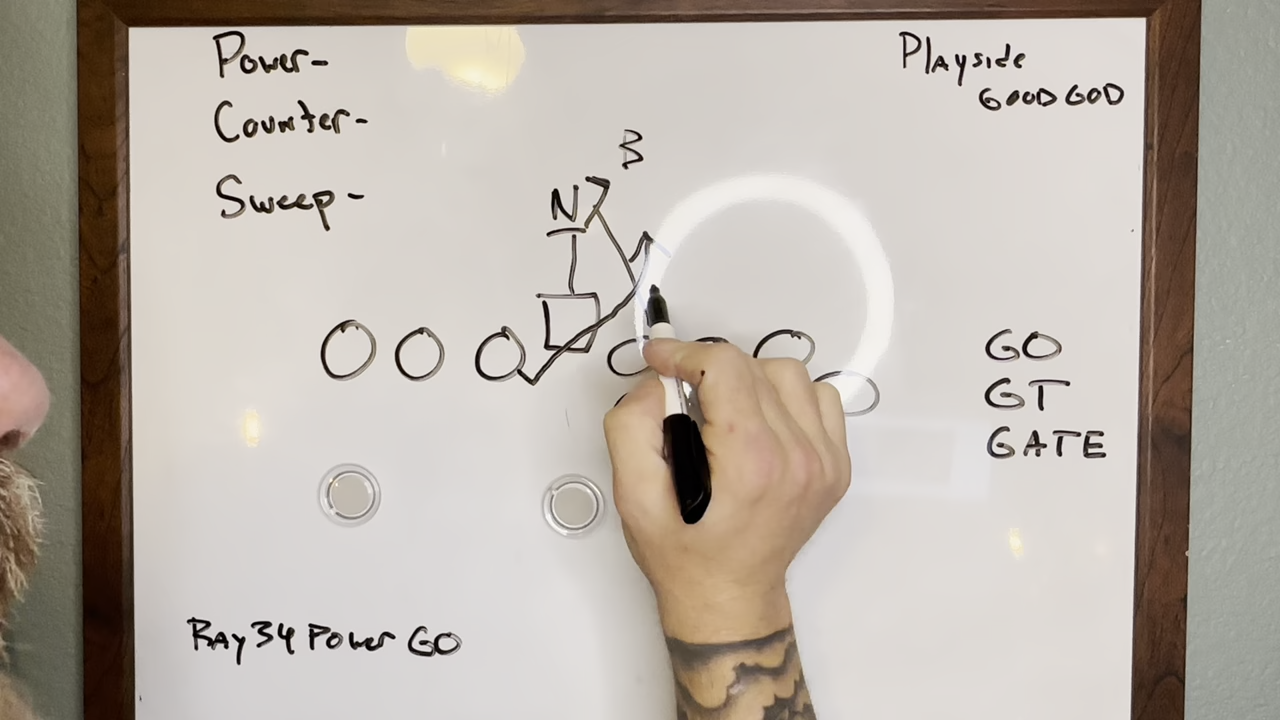 Power-
Counter-
Sweep-
Playside
GOOD GOD
B
N
GO
GT
GATE
Ray 34 Power GO